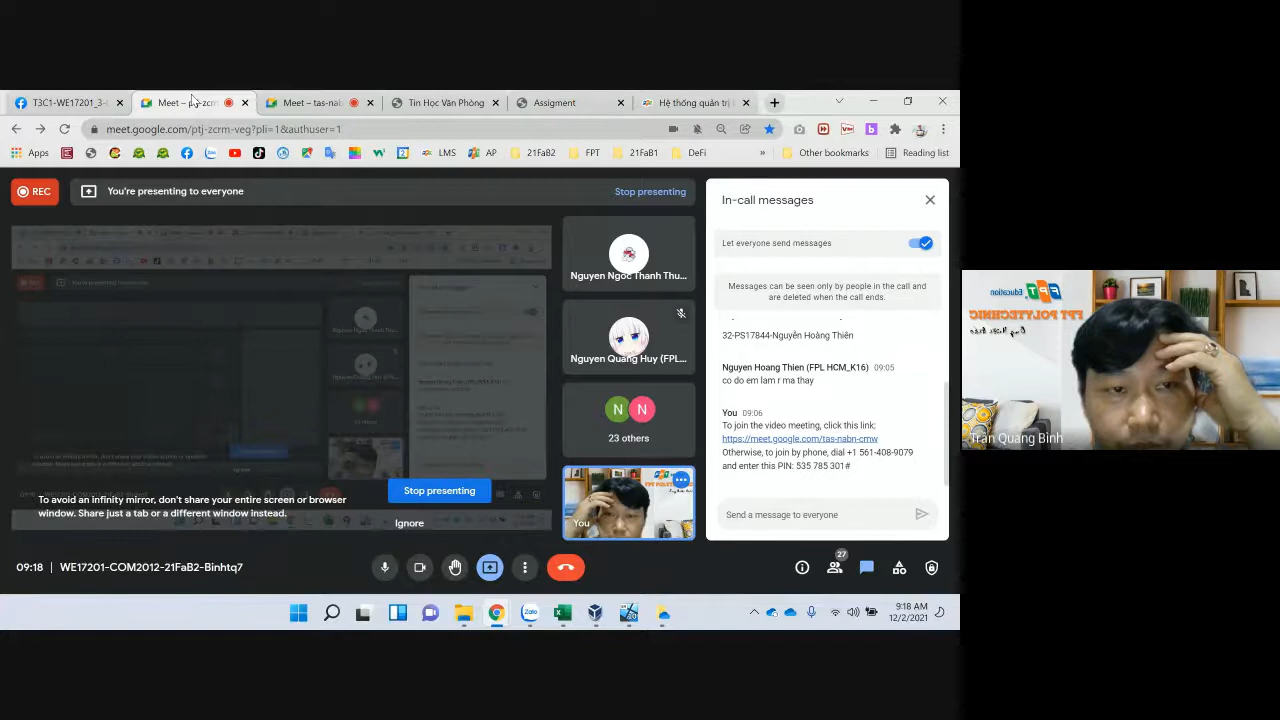 T3C1-WE17201_3-
Meet – ptj-zcrm
Meet – tas-nab
Tin Học Văn Phòng
Assigment
Hệ thống quản trị
meet.google.com/ptj-zcrm-veg?pli=1&authuser=1
Apps
LMS
AP
21FaB2
FPT
21FaB1
DeFi
»
Other bookmarks
Reading list
REC
You're presenting to everyone
Stop presenting
In-call messages
Let everyone send messages
Messages can be seen only by people in the call and
are deleted when the call ends.
32-PS17844-Nguyễn Hoàng Thiên
Nguyen Hoang Thien (FPL HCM_K16) 09:05
co do em lam r ma thay
You 09:06
To join the video meeting, click this link:
https://meet.google.com/tas-nabn-cmw
Otherwise, to join by phone, dial +1 561-408-9079
and enter this PIN: 535 785 301#
Send a message to everyone
Nguyen Ngoc Thanh Thu...
Nguyen Quang Huy (FPL...
N N
23 others
You
To avoid an infinity mirror, don't share your entire screen or browser
window. Share just a tab or a different window instead.
Stop presenting
Ignore
09:18 | WE17201-COM2012-21FaB2-Binhtq7
27
Zalo
9:18 AM
12/2/2021
FPT Education
FPT POLYTECHNIC
Tran Quang Binh